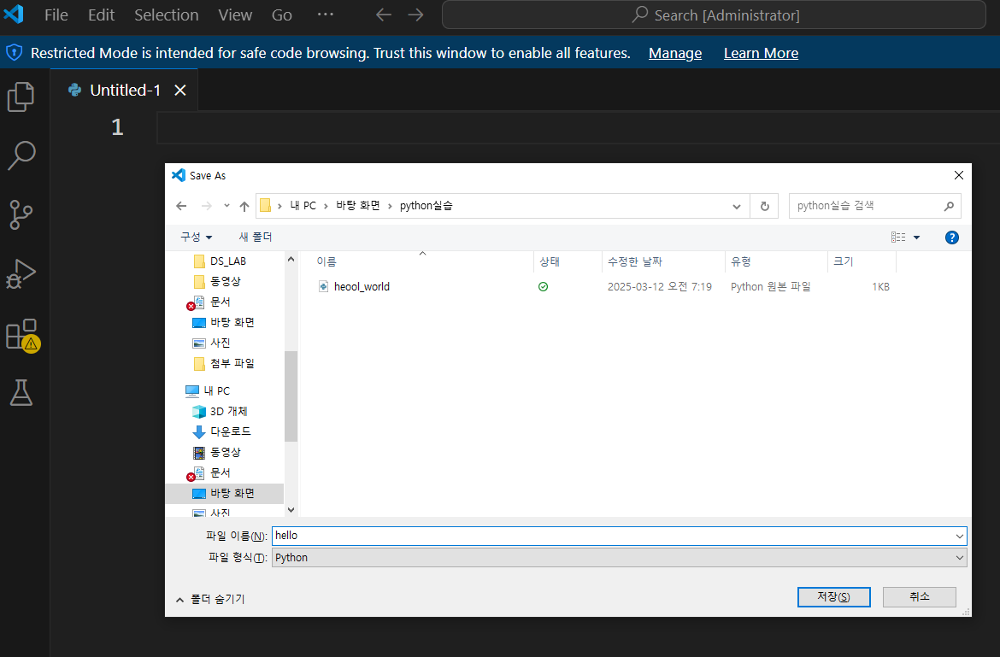 File Edit Selection View Go ··· Search [Administrator]
Restricted Mode is intended for safe code browsing. Trust this window to enable all features. Manage Learn More
Untitled-1
1
Save As
내 PC › 바탕 화면 › python실습 python실습 검색
구성 새 폴더
이름 상태 수정한 날짜 유형 크기
heool_world 2025-03-12 오전 7:19 Python 원본 파일 1KB
DS_LAB
동영상
문서
바탕 화면
사진
첨부 파일
내 PC
3D 개체
다운로드
동영상
문서
바탕 화면
사진
파일 이름(N): hello
파일 형식(T): Python
폴더 숨기기 저장(S) 취소